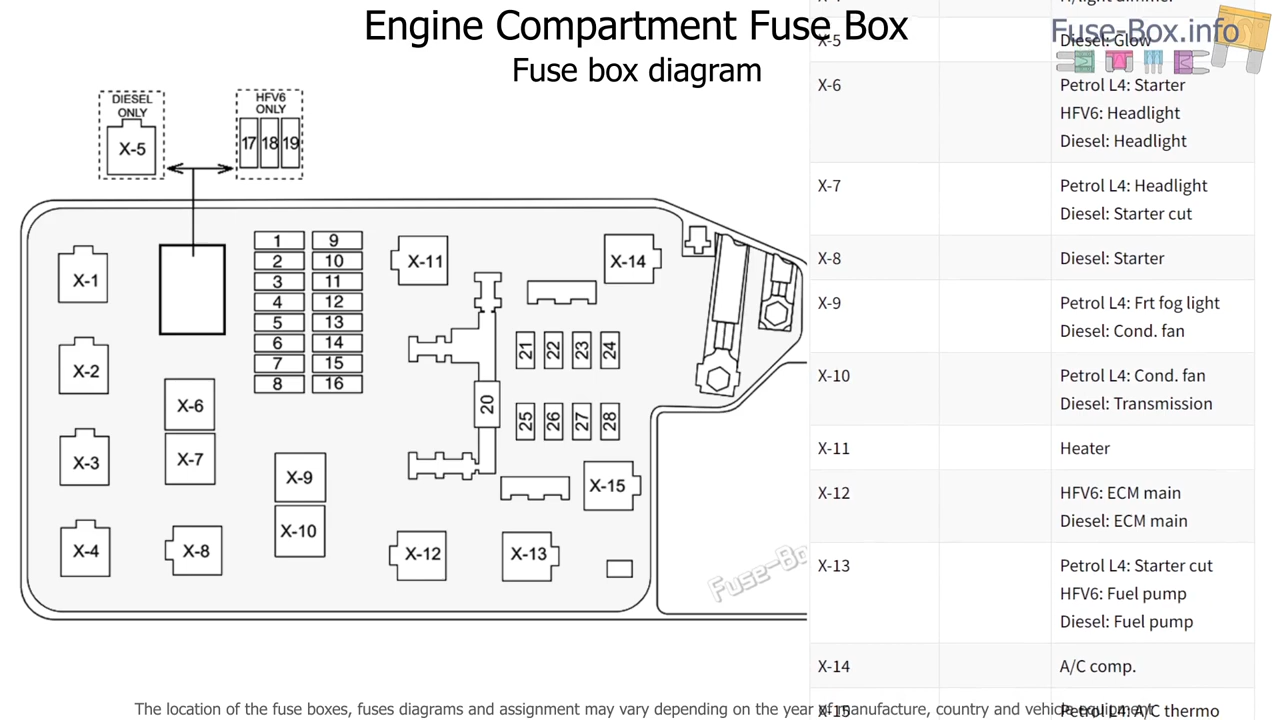 Engine Compartment Fuse Box
Fuse box diagram
Fuse-Box.info
DIESEL
ONLY
X-5
HFV6
ONLY
17 18 19
X-1
X-2
X-3
X-4
X-6
X-7
X-8
1 9
2 10
3 11
4 12
5 13
6 14
7 15
8 16
X-9
X-10
X-11
X-12
X-13
X-14
X-15
20
21 22 23 24
25 26 27 28
X-5 Diesel: Glow
X-6 Petrol L4: Starter
HFV6: Headlight
Diesel: Headlight
X-7 Petrol L4: Headlight
Diesel: Starter cut
X-8 Diesel: Starter
X-9 Petrol L4: Frt fog light
Diesel: Cond. fan
X-10 Petrol L4: Cond. fan
Diesel: Transmission
X-11 Heater
X-12 HFV6: ECM main
Diesel: ECM main
X-13 Petrol L4: Starter cut
HFV6: Fuel pump
Diesel: Fuel pump
X-14 A/C comp.
X-15 Petrol L4: A/C thermo
Fuse-Bo
The location of the fuse boxes, fuses diagrams and assignment may vary depending on the year of manufacture, country and vehicle equipment